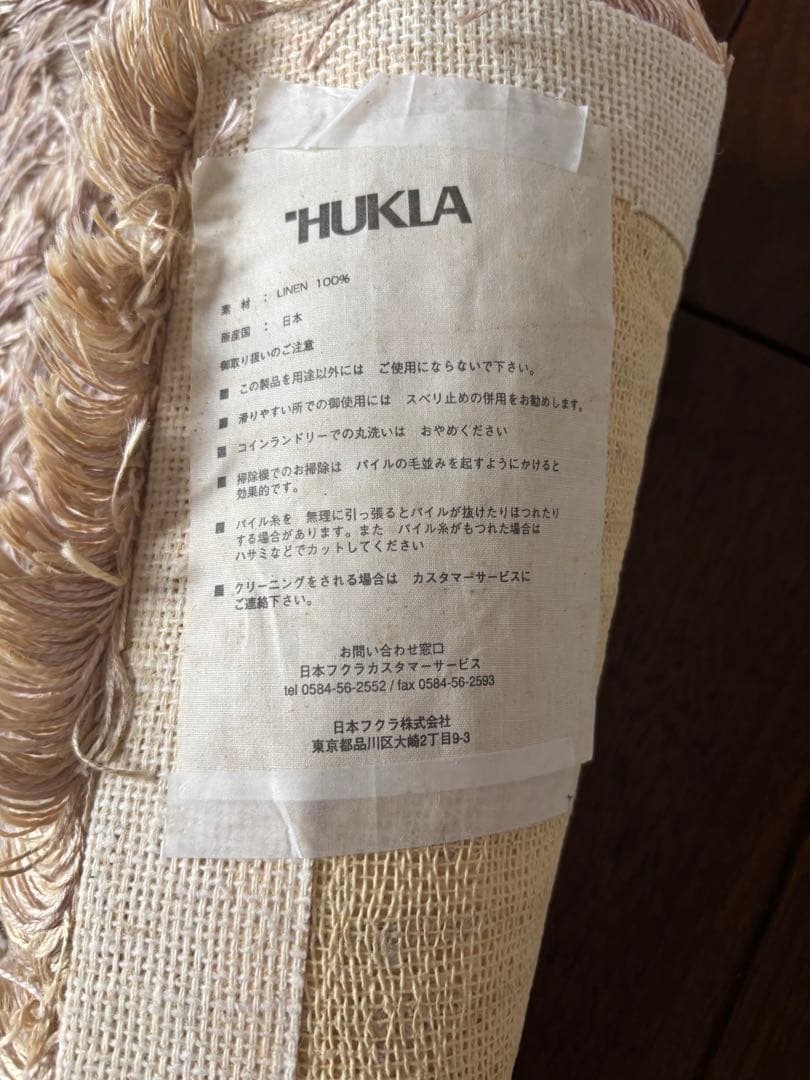 HUKLA
素 材 : LINEN 100%
原産国 : 日本
御取り扱いのご注意
■ この製品を用途以外には ご使用にならないで下さい。
■ 滑りやすい所での御使用には スベリ止めの併用をお勧めします。
■ コインランドリーでの丸洗いは おやめください
■ 掃除機でのお掃除は パイルの毛並みを起すようにかけると
効果的です。
■ パイル糸を 無理に引っ張るとパイルが抜けたりほつれたり
する場合があります。また パイル糸がもつれた場合は
ハサミなどでカットしてください
■ クリーニングをされる場合は カスタマーサービスに
ご連絡下さい。
お問い合わせ窓口
日本フクラカスタマーサービス
tel 0584-56-2552 / fax 0584-56-2593
日本フクラ株式会社
東京都品川区大崎2丁目9-3